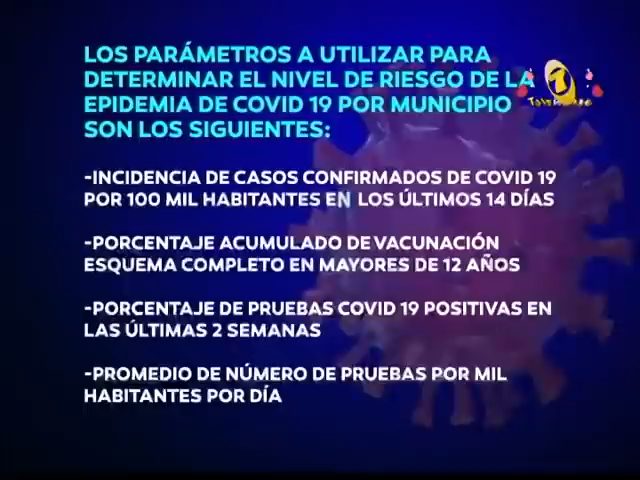 LOS PARÁMETROS A UTILIZAR PARA
DETERMINAR EL NIVEL DE RIESGO DE LA
EPIDEMIA DE COVID 19 POR MUNICIPIO
SON LOS SIGUIENTES:
-INCIDENCIA DE CASOS CONFIRMADOS DE COVID 19
POR 100 MIL HABITANTES EN LOS ÚLTIMOS 14 DÍAS
-PORCENTAJE ACUMULADO DE VACUNACIÓN
ESQUEMA COMPLETO EN MAYORES DE 12 AÑOS
-PORCENTAJE DE PRUEBAS COVID 19 POSITIVAS EN
LAS ÚLTIMAS 2 SEMANAS
-PROMEDIO DE NÚMERO DE PRUEBAS POR MIL
HABITANTES POR DÍA